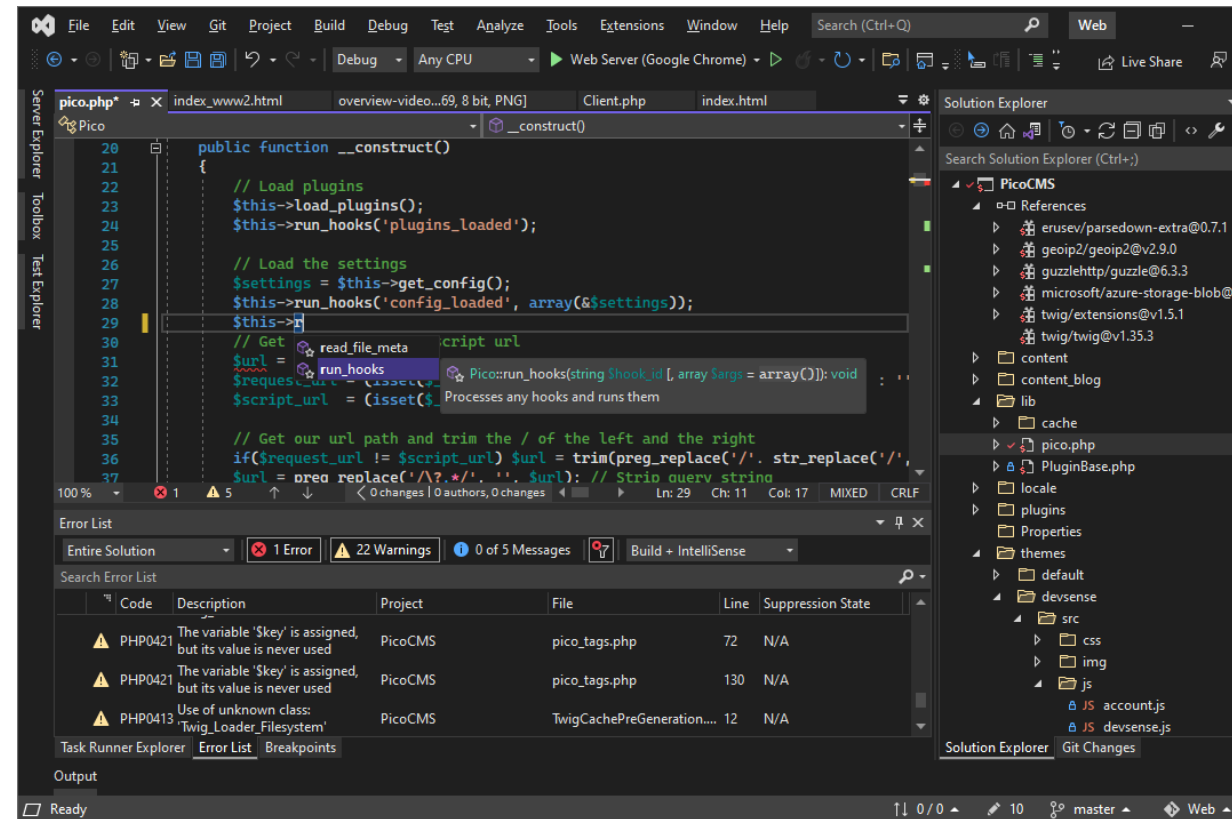 File Edit View Git Project Build Debug Test Analyze Tools Extensions Window Help Search (Ctrl+Q) Web
Debug Any CPU Web Server (Google Chrome) Live Share
Server Explorer
Toolbox
Test Explorer
pico.php* index_www2.html overview-video...69, 8 bit, PNG] Client.php index.html
Pico __construct()
20 public function __construct()
21 {
22 // Load plugins
23 $this->load_plugins();
24 $this->run_hooks('plugins_loaded');
25
26 // Load the settings
27 $settings = $this->get_config();
28 $this->run_hooks('config_loaded', array(&$settings));
29 $this->r
30 // Get script url
31 $url =
32 $request_url = (isset($_ : ''
33 $script_url = (isset($_
34
35 // Get our url path and trim the / of the left and the right
36 if($request_url != $script_url) $url = trim(preg_replace('/'. str_replace('/',
37 $url = preg_replace('/\?.*/', '', $url); // Strip query string
read_file_meta
run_hooks
Pico::run_hooks(string $hook_id [, array $args = array()]): void
Processes any hooks and runs them
100 % 1 5 0 changes | 0 authors, 0 changes Ln: 29 Ch: 11 Col: 17 MIXED CRLF
Error List
Entire Solution 1 Error 22 Warnings 0 of 5 Messages Build + IntelliSense
Search Error List
Code Description Project File Line Suppression State
PHP0421 The variable '$key' is assigned, but its value is never used PicoCMS pico_tags.php 72 N/A
PHP0421 The variable '$key' is assigned, but its value is never used PicoCMS pico_tags.php 130 N/A
PHP0413 Use of unknown class: 'Twig_Loader_Filesystem' PicoCMS TwigCachePreGeneration.... 12 N/A
Task Runner Explorer Error List Breakpoints
Output
Solution Explorer
Search Solution Explorer (Ctrl+;)
PicoCMS
References
erusev/parsedown-extra@0.7.1
geoip2/geoip2@v2.9.0
guzzlehttp/guzzle@6.3.3
microsoft/azure-storage-blob@
twig/extensions@v1.5.1
twig/twig@v1.35.3
content
content_blog
lib
cache
pico.php
PluginBase.php
locale
plugins
Properties
themes
default
devsense
src
css
img
js
JS account.js
JS devsense.js
Solution Explorer Git Changes
Ready 0 / 0 10 master Web